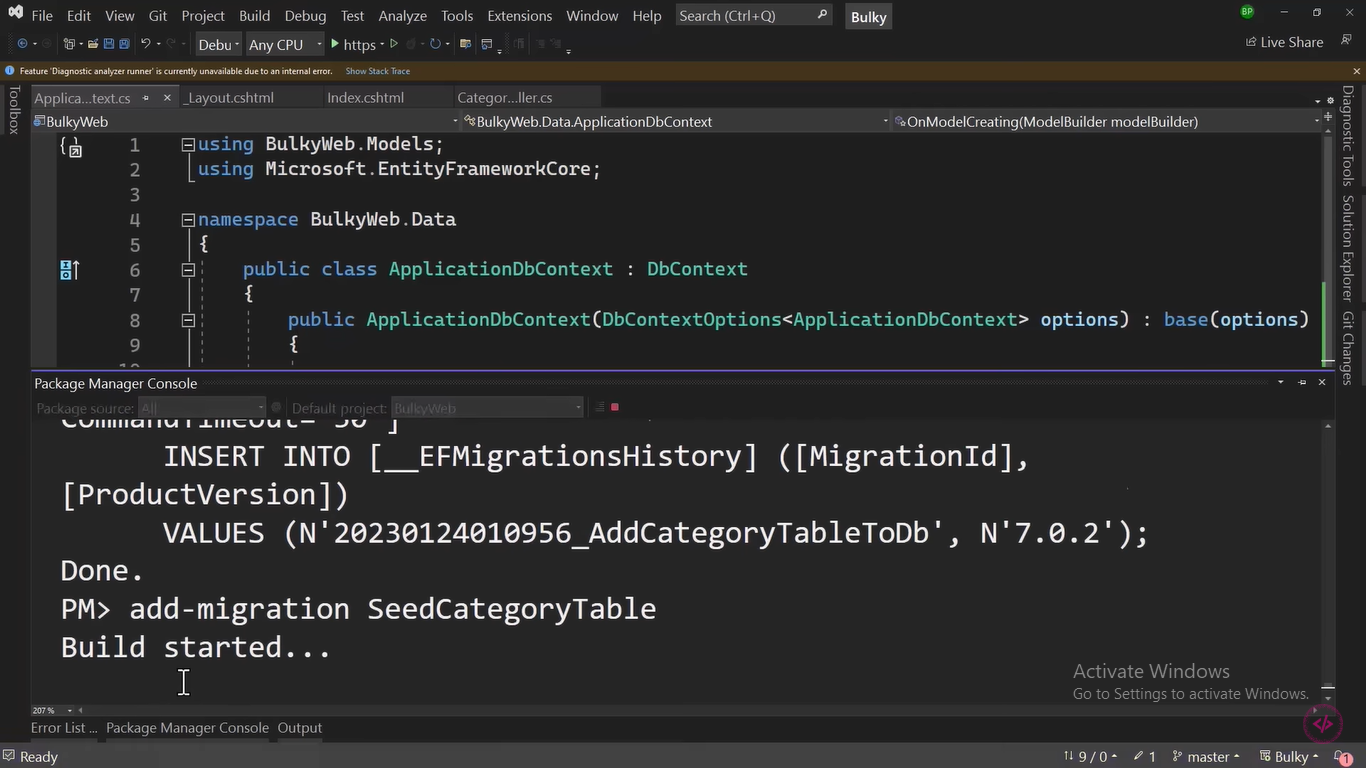 File Edit View Git Project Build Debug Test Analyze Tools Extensions Window Help Search (Ctrl+Q) Bulky BP
Debu Any CPU https Live Share
Feature 'Diagnostic analyzer runner' is currently unavailable due to an internal error. Show Stack Trace
Toolbox
Applica...text.cs _Layout.cshtml Index.cshtml Categor...ller.cs
BulkyWeb BulkyWeb.Data.ApplicationDbContext OnModelCreating(ModelBuilder modelBuilder)
1 using BulkyWeb.Models;
2 using Microsoft.EntityFrameworkCore;
3
4 namespace BulkyWeb.Data
5 {
6 public class ApplicationDbContext : DbContext
7 {
8 public ApplicationDbContext(DbContextOptions<ApplicationDbContext> options) : base(options)
9 {
Diagnostic Tools
Solution Explorer
Git Changes
Package Manager Console
Package source: All Default project: BulkyWeb
CommandTimeout='30']
INSERT INTO [__EFMigrationsHistory] ([MigrationId],
[ProductVersion])
VALUES (N'20230124010956_AddCategoryTableToDb', N'7.0.2');
Done.
PM> add-migration SeedCategoryTable
Build started...
Activate Windows
Go to Settings to activate Windows.
207 %
Error List ... Package Manager Console Output
Ready 9 / 0 1 master Bulky 1